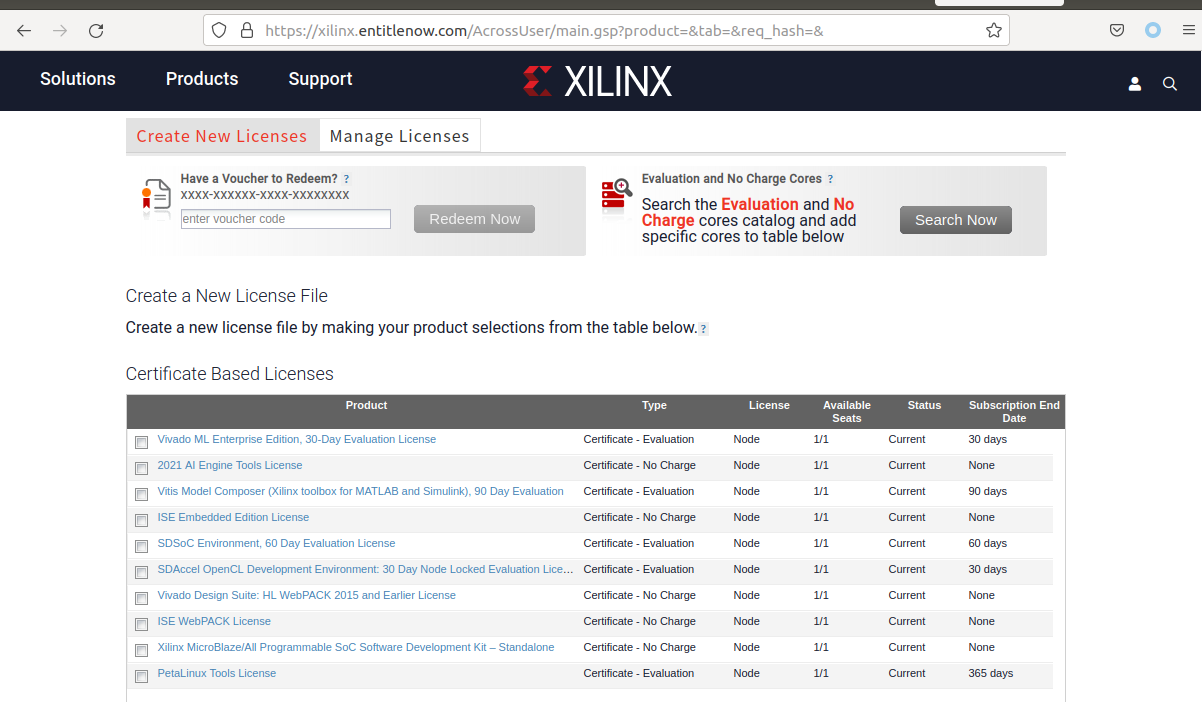 https://xilinx.entitlenow.com/AcrossUser/main.gsp?product=&tab=&req_hash=&
Solutions Products Support XILINX
Create New Licenses Manage Licenses
Have a Voucher to Redeem? ?
XXXX-XXXXXX-XXXX-XXXXXXXX
enter voucher code
Redeem Now
Evaluation and No Charge Cores ?
Search the Evaluation and No
Charge cores catalog and add
specific cores to table below
Search Now
Create a New License File
Create a new license file by making your product selections from the table below. ?
Certificate Based Licenses
Product Type License Available Seats Status Subscription End Date
Vivado ML Enterprise Edition, 30-Day Evaluation License Certificate - Evaluation Node 1/1 Current 30 days
2021 AI Engine Tools License Certificate - No Charge Node 1/1 Current None
Vitis Model Composer (Xilinx toolbox for MATLAB and Simulink), 90 Day Evaluation Certificate - Evaluation Node 1/1 Current 90 days
ISE Embedded Edition License Certificate - No Charge Node 1/1 Current None
SDSoC Environment, 60 Day Evaluation License Certificate - Evaluation Node 1/1 Current 60 days
SDAccel OpenCL Development Environment: 30 Day Node Locked Evaluation Lice... Certificate - Evaluation Node 1/1 Current 30 days
Vivado Design Suite: HL WebPACK 2015 and Earlier License Certificate - No Charge Node 1/1 Current None
ISE WebPACK License Certificate - No Charge Node 1/1 Current None
Xilinx MicroBlaze/All Programmable SoC Software Development Kit – Standalone Certificate - No Charge Node 1/1 Current None
PetaLinux Tools License Certificate - Evaluation Node 1/1 Current 365 days